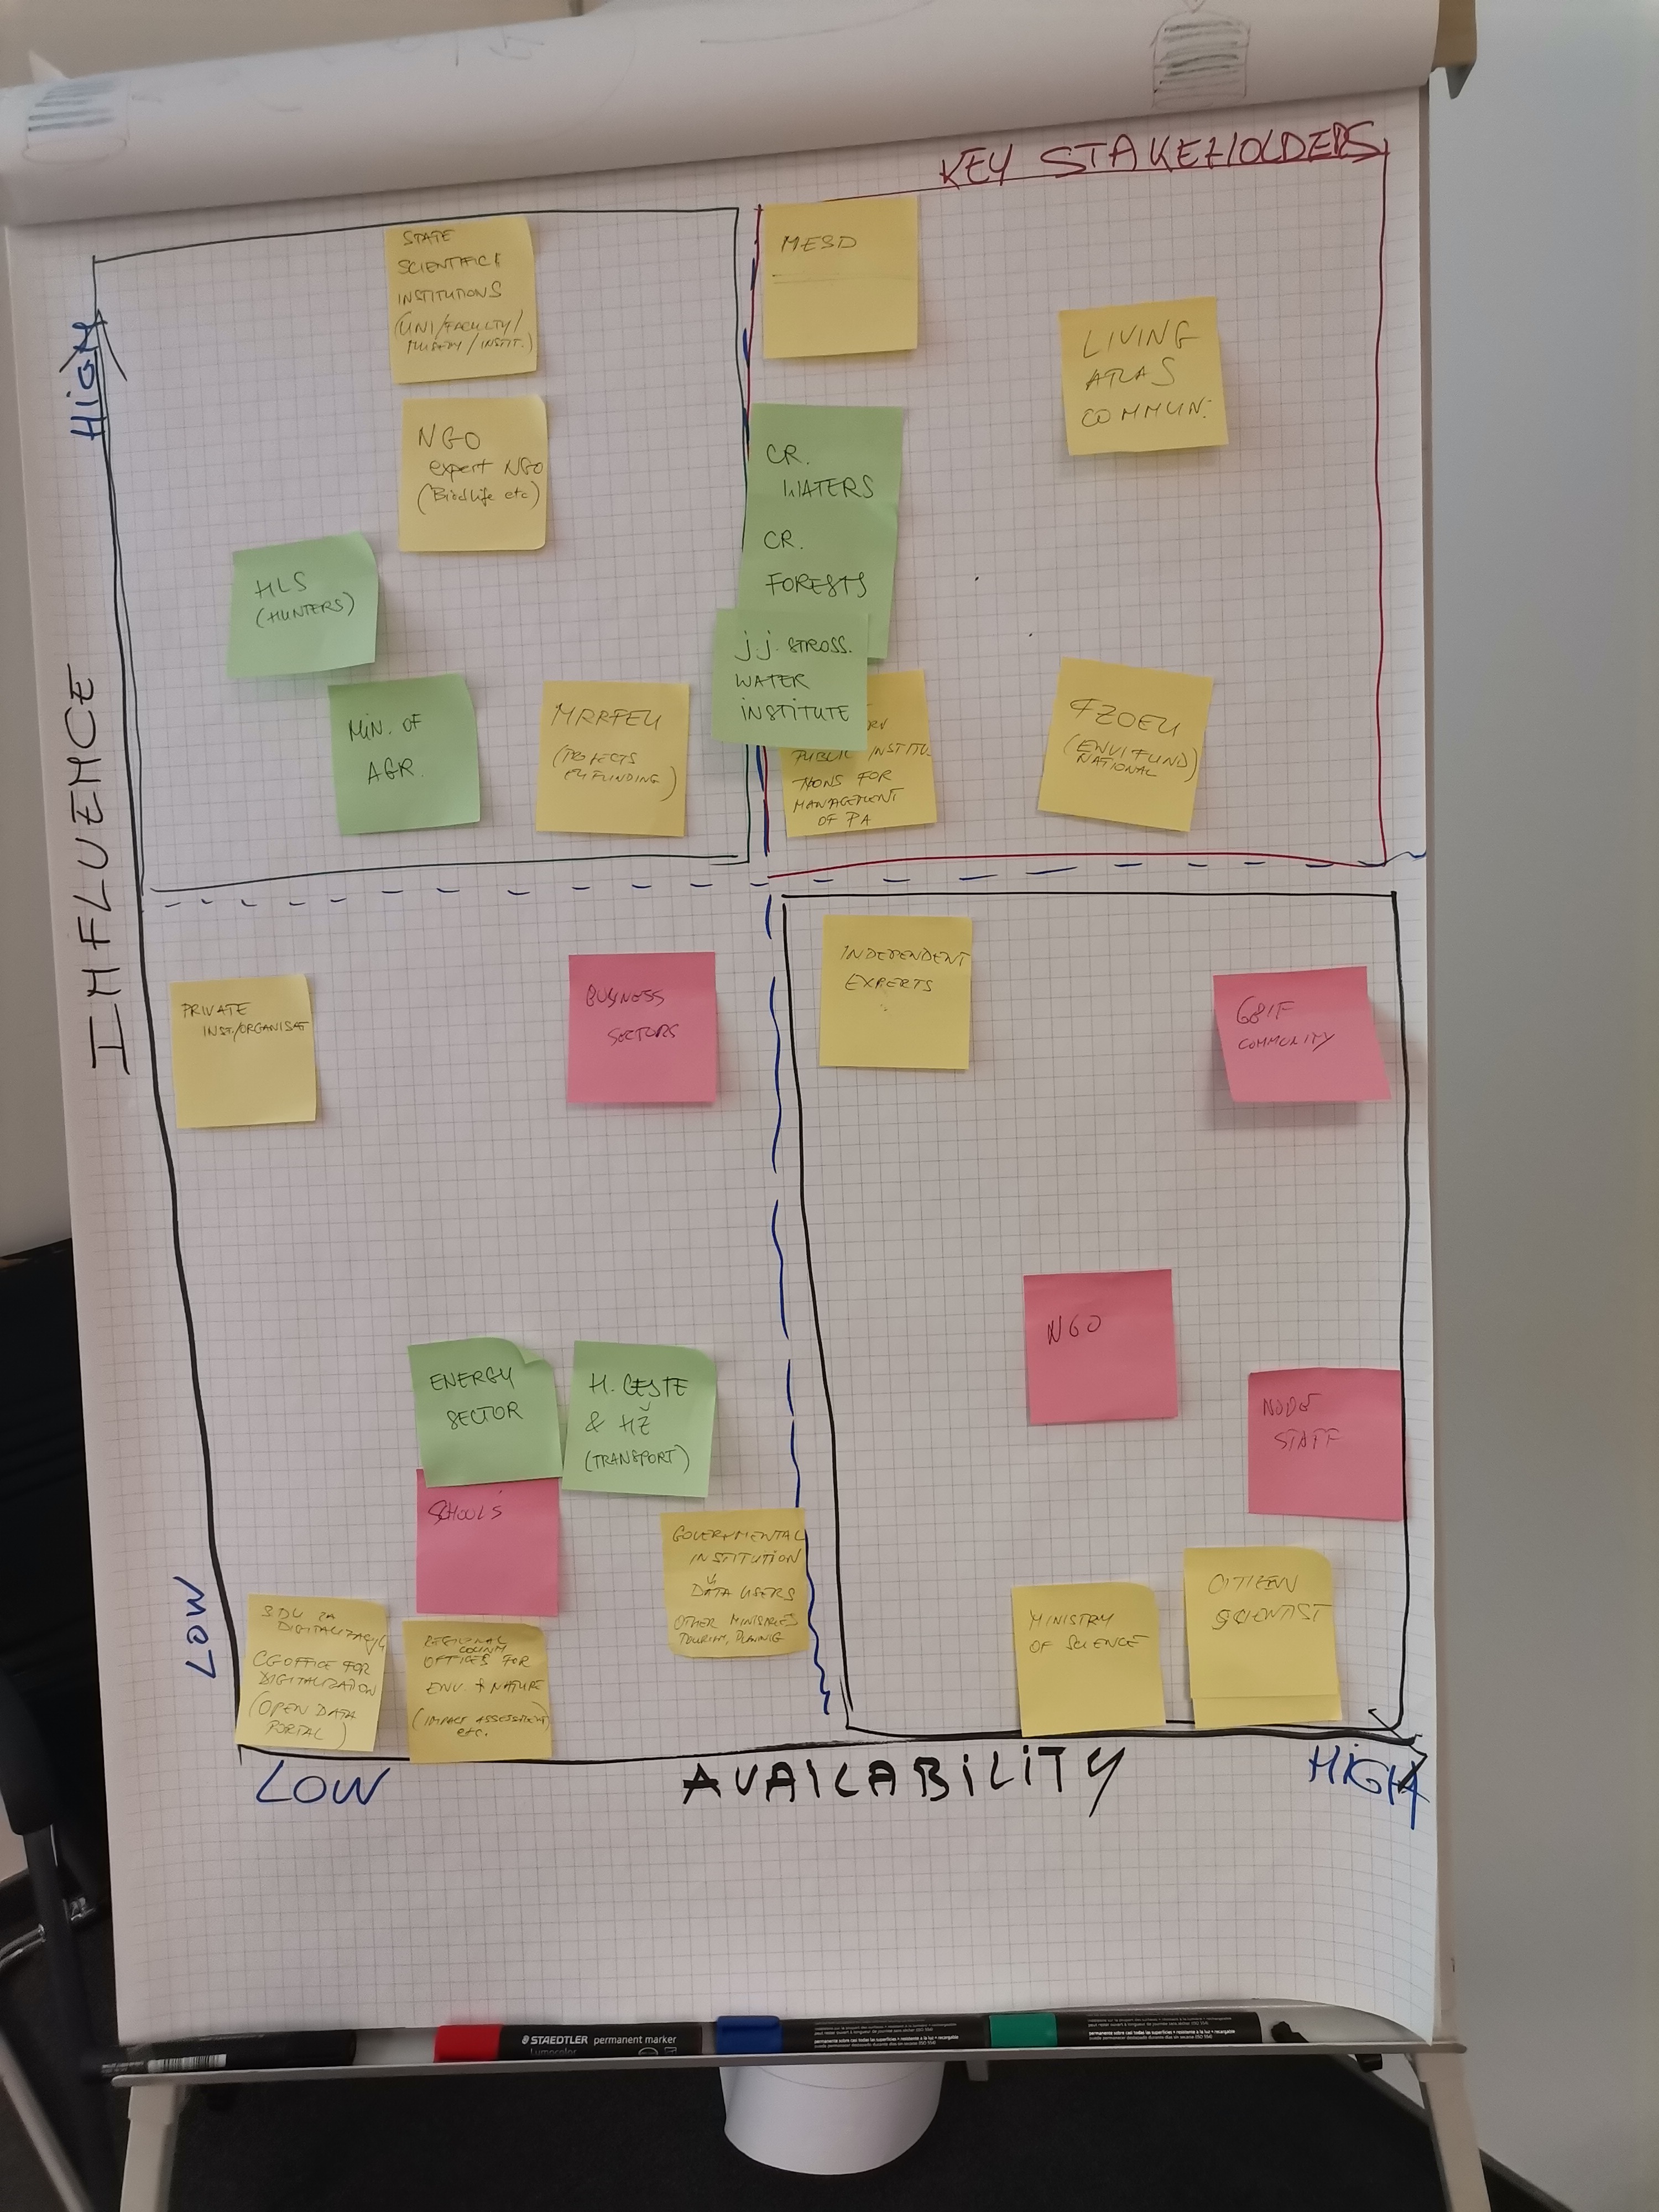 KEY STAKEHOLDERS
HIGH
INFLUENCE
LOW
STATE
SCIENTIFIC
INSTITUTIONS
(UNI/FACULTY/
/INSTIT.)
NGO
expert NGO
(Birdlife etc)
HLS
(HUNTERS)
MIN. OF
AGR.
MRRFEU
(PROJECTS
EU FUNDING)
MESD
LIVING
ATLAS
COMMUN.
CR.
WATERS
CR.
FORESTS
j.j. STROSS.
WATER
INSTITUTE
PUBLIC INSTITU
TIONS FOR
MANAGEMENT
OF PA
FZOEU
(ENVI FUND)
NATIONAL
PRIVATE
INST./ORGANISAT
BUSINESS
SECTORS
INDEPENDENT
EXPERTS
GBIF
COMMUNITY
NGO
NODE
STAFF
ENERGY
SECTOR
H. CESTE
& HŽ
(TRANSPORT)
SCHOOLS
GOVERNMENTAL
INSTITUTION
DATA USERS
OTHER MINISTRIES
TOURISM, PLANNIG
SDU ZA
DIGITALIZACIJU
CG OFFICE FOR
DIGITALIZATION
(OPEN DATA
PORTAL)
REGIONAL
COUNTY
OFFICES FOR
ENV. + NATURE
(IMPACT ASSESSMENT)
etc.
MINISTRY
OF SCIENCE
CITIZEN
SCIENTIST
LOW
AVAILABILITY
HIGH
STAEDTLER permanent marker
Lumocolor